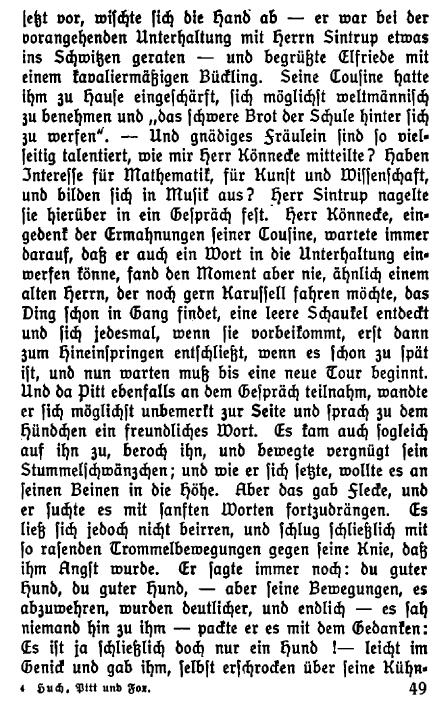 jetzt vor, wischte sich die Hand ab — er war bei der
vorangehenden Unterhaltung mit Herrn Sintrup etwas
ins Schwitzen geraten — und begrüßte Elfriede mit
einem kavaliermäßigen Bückling. Seine Cousine hatte
ihm zu Hause eingeschärft, sich möglichst weltmännisch
zu benehmen und „das schwere Brot der Schule hinter sich
zu werfen". — Und gnädiges Fräulein sind so viel-
seitig talentiert, wie mir Herr Könnecke mitteilte? Haben
Interesse für Mathematik, für Kunst und Wissenschaft,
und bilden sich in Musik aus? Herr Sintrup nagelte
sie hierüber in ein Gespräch fest. Herr Könnecke, ein-
gedenk der Ermahnungen seiner Cousine, wartete immer
darauf, daß er auch ein Wort in die Unterhaltung ein-
werfen könne, fand den Moment aber nie, ähnlich einem
alten Herrn, der noch gern Karussell fahren möchte, das
Ding schon in Gang findet, eine leere Schaukel entdeckt
und sich jedesmal, wenn sie vorbeikommt, erst dann
zum Hineinspringen entschließt, wenn es schon zu spät
ist, und nun warten muß bis eine neue Tour beginnt.
Und da Pitt ebenfalls an dem Gespräch teilnahm, wandte
er sich möglichst unbemerkt zur Seite und sprach zu dem
Hündchen ein freundliches Wort. Es kam auch sogleich
auf ihn zu, beroch ihn, und bewegte vergnügt sein
Stummelschwänzchen; und wie er sich setzte, wollte es an
seinen Beinen in die Höhe. Aber das gab Flecke, und
er suchte es mit sanften Worten fortzudrängen. Es
ließ sich jedoch nicht beirren, und schlug schließlich mit
so rasenden Trommelbewegungen gegen seine Knie, daß
ihm Angst wurde. Er sagte immer noch: du guter
Hund, du guter Hund, — aber seine Bewegungen, es
abzuwehren, wurden deutlicher, und endlich — es sah
niemand hin zu ihm — packte er es mit dem Gedanken:
Es ist ja schließlich doch nur ein Hund !— leicht im
Genick und gab ihm, selbst erschrocken über seine Kühn-
4 Huch, Pitt und Fox. 49